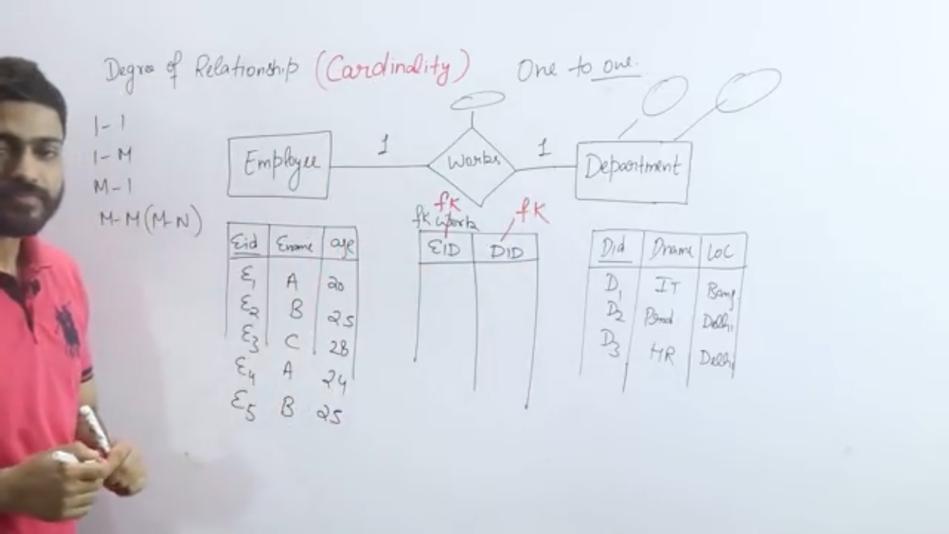 Degree of Relationship (Cardinality) One to one.
1-1
1-M
M-1
M-M (M-N)
Employee 1 Works 1 Department
fk
fk
fk
Eid Ename age
E1 A 20
E2 B 25
E3 C 28
E4 A 24
E5 B 25
EID DID
Did Dname LOC
D1 IT Bang
D2 Delhi
D3 HR Delhi